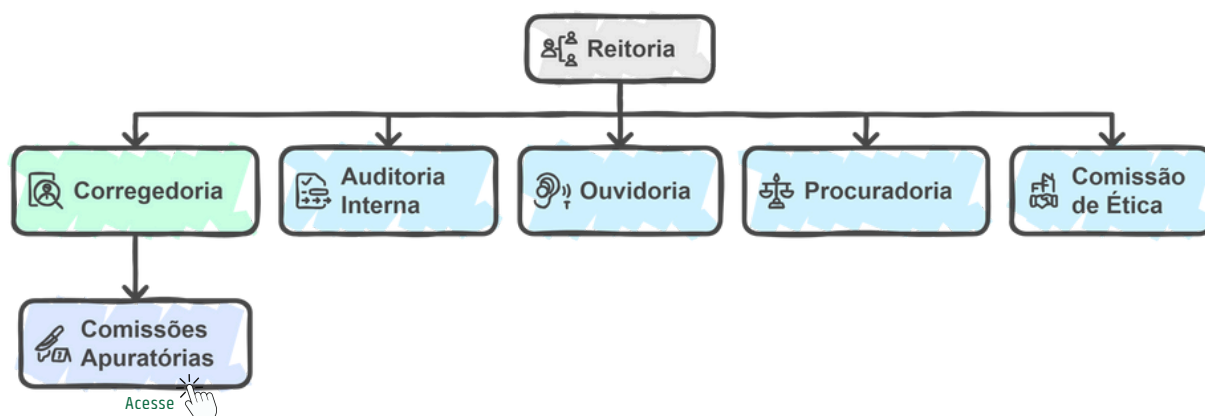 Reitoria
Corregedoria
Auditoria
Interna
Ouvidoria
Procuradoria
Comissão
de Ética
Comissões
Apuratórias
Acesse